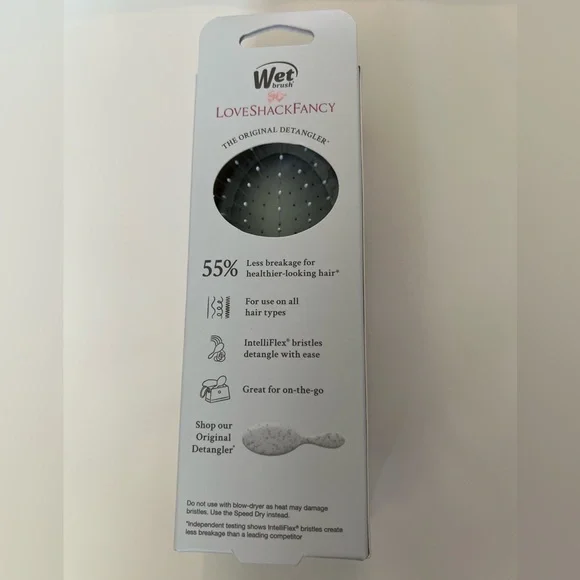 Wet
brush®
LOVESHACKFANCY
THE ORIGINAL DETANGLER®
55% Less breakage for
healthier-looking hair*
For use on all
hair types
IntelliFlex® bristles
detangle with ease
Great for on-the-go
Shop our
Original
Detangler®
Do not use with blow-dryer as heat may damage
bristles. Use the Speed Dry instead.
*Independent testing shows IntelliFlex® bristles create
less breakage than a leading competitor